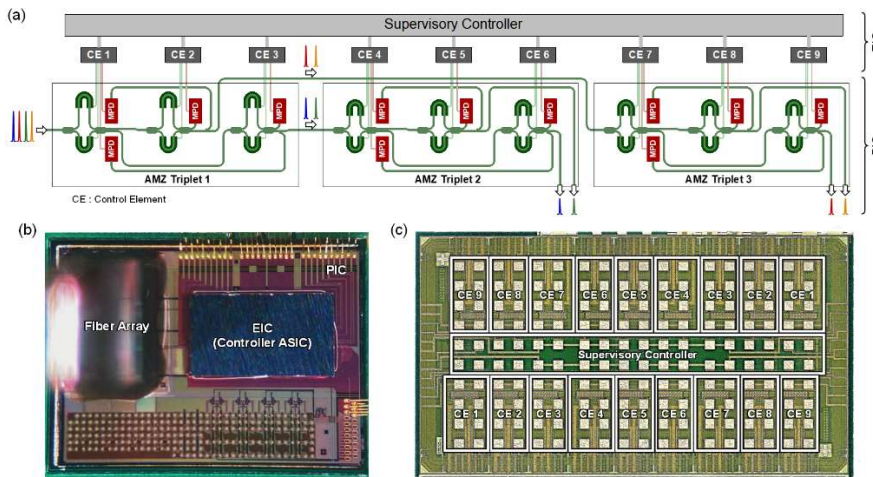 (a)
Supervisory Controller
CE 1 CE 2 CE 3 CE 4 CE 5 CE 6 CE 7 CE 8 CE 9
MPD MPD MPD MPD MPD MPD MPD MPD MPD
MPD MPD MPD
AMZ Triplet 1 AMZ Triplet 2 AMZ Triplet 3
CE : Control Element
(b)
PIC
Fiber Array
EIC
(Controller ASIC)
(c)
CE 9 CE 8 CE 7 CE 6 CE 5 CE 4 CE 3 CE 2 CE 1
Supervisory Controller
CE 1 CE 2 CE 3 CE 4 CE 5 CE 6 CE 7 CE 8 CE 9